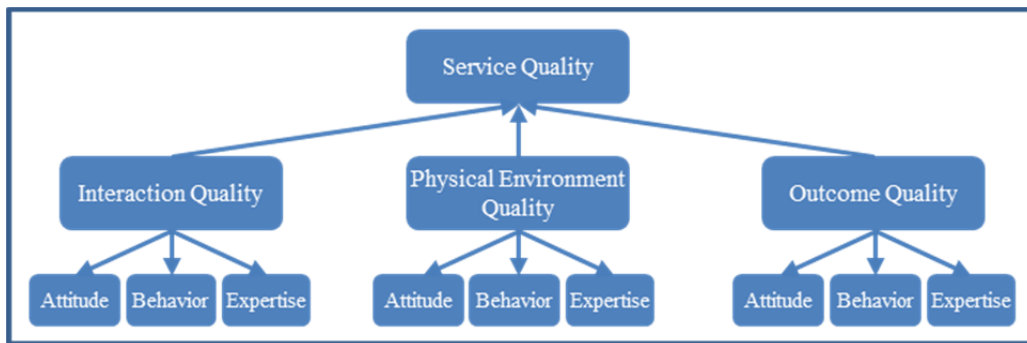 Service Quality
Interaction Quality
Physical Environment
Quality
Outcome Quality
Attitude
Behavior
Expertise
Attitude
Behavior
Expertise
Attitude
Behavior
Expertise